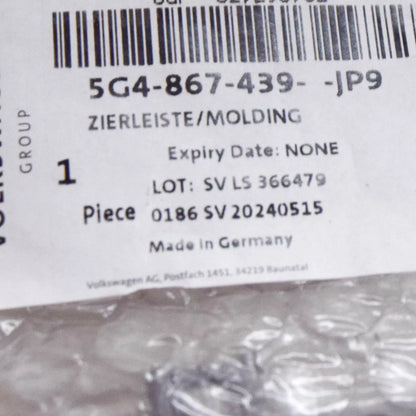 5G4-867-439- -JP9
ZIERLEISTE/MOLDING
GROUP
Expiry Date: NONE
1
LOT: SV LS 366479
Piece 0186 SV 20240515
Made in Germany
Volkswagen AG, Postfach 1451, 34219 Baunatal